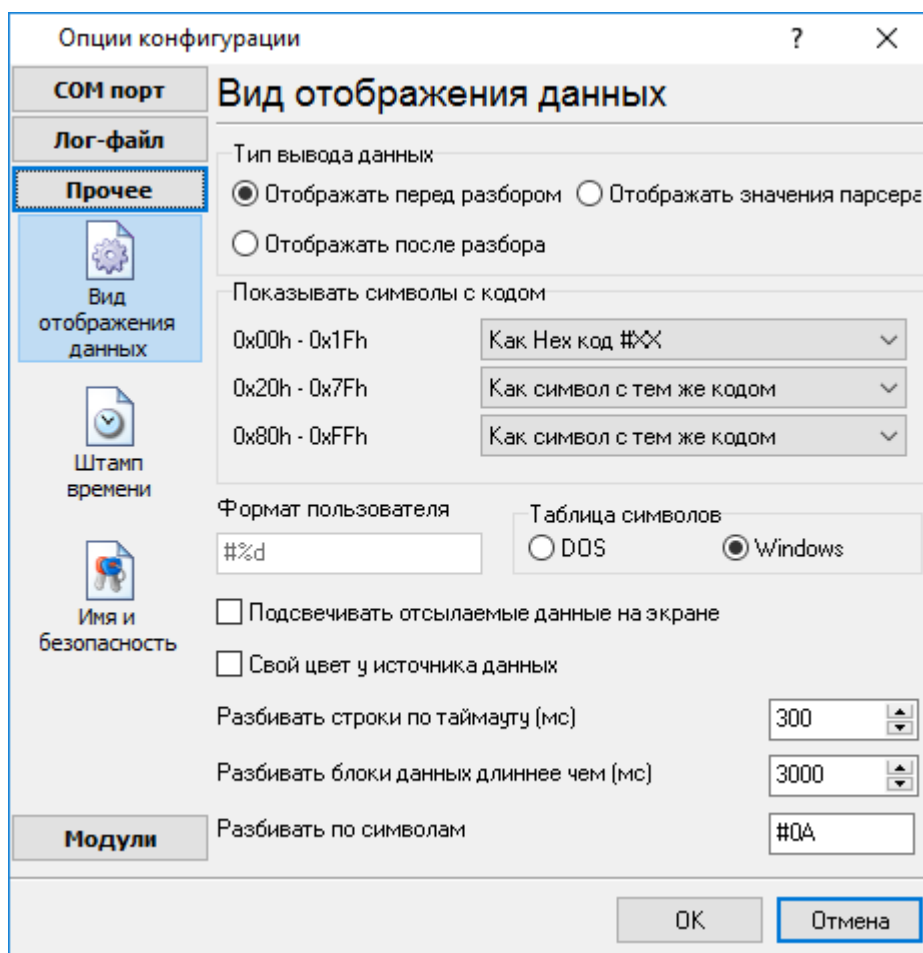 Опции конфигурации
?
COM порт
Лог-файл
Прочее
Вид
отображения
данных
Штамп
времени
Имя и
безопасность
Модули
Вид отображения данных
Тип вывода данных
Отображать перед разбором
Отображать значения парсера
Отображать после разбора
Показывать символы с кодом
0x00h - 0x1Fh
Как Hex код #XX
0x20h - 0x7Fh
Как символ с тем же кодом
0x80h - 0xFFh
Как символ с тем же кодом
Формат пользователя
#%d
Таблица символов
DOS
Windows
Подсвечивать отсылаемые данные на экране
Свой цвет у источника данных
Разбивать строки по таймауту (мс)
300
Разбивать блоки данных длиннее чем (мс)
3000
Разбивать по символам
#0A
OK
Отмена